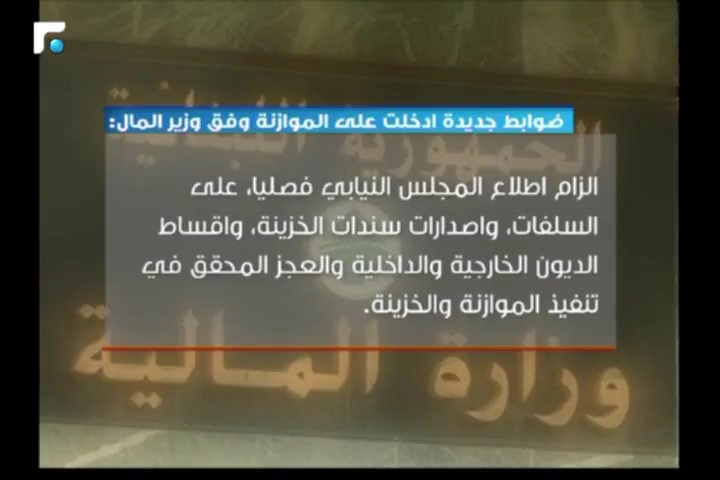 الجمهورية اللبنانية
ضوابط جديدة ادخلت على الموازنة وفق وزير المال:
الزام اطلاع المجلس النيابي فصليا، على
السلفات، واصدارات سندات الخزينة، واقساط
الديون الخارجية والداخلية والعجز المحقق في
تنفيذ الموازنة والخزينة.
وزارة المالية